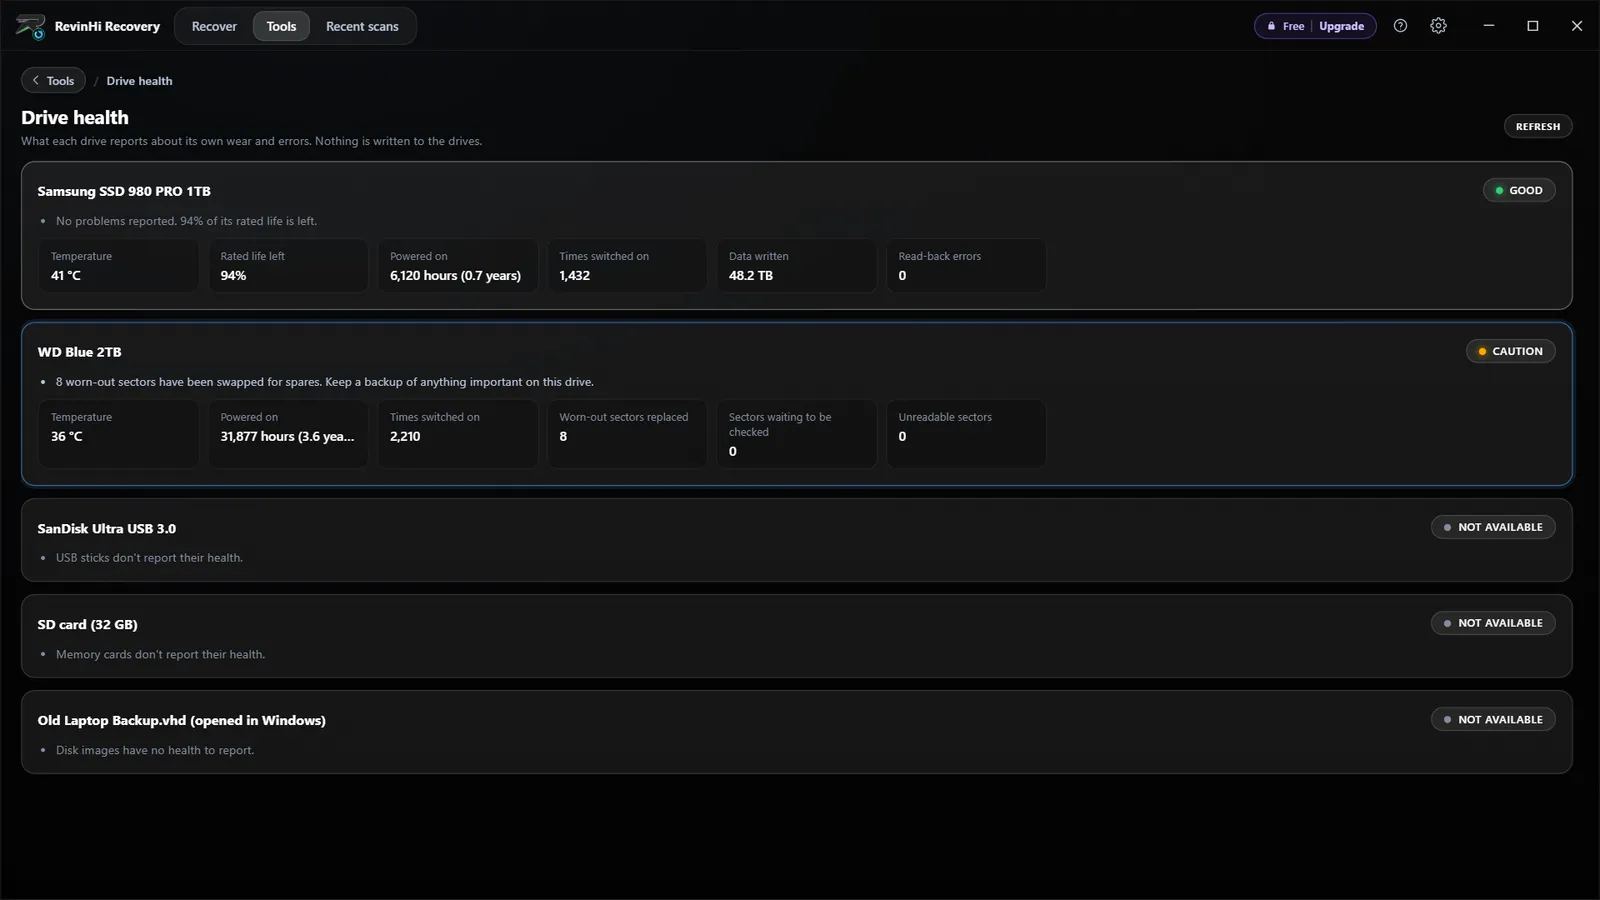 RevinHi Recovery
Recover
Tools
Recent scans
Free
Upgrade
Tools / Drive health
Drive health
What each drive reports about its own wear and errors. Nothing is written to the drives.
REFRESH
Samsung SSD 980 PRO 1TB
GOOD
• No problems reported. 94% of its rated life is left.
Temperature
41 °C
Rated life left
94%
Powered on
6,120 hours (0.7 years)
Times switched on
1,432
Data written
48.2 TB
Read-back errors
0
WD Blue 2TB
CAUTION
• 8 worn-out sectors have been swapped for spares. Keep a backup of anything important on this drive.
Temperature
36 °C
Powered on
31,877 hours (3.6 yea...
Times switched on
2,210
Worn-out sectors replaced
8
Sectors waiting to be
checked
0
Unreadable sectors
0
SanDisk Ultra USB 3.0
NOT AVAILABLE
• USB sticks don't report their health.
SD card (32 GB)
NOT AVAILABLE
• Memory cards don't report their health.
Old Laptop Backup.vhd (opened in Windows)
NOT AVAILABLE
• Disk images have no health to report.